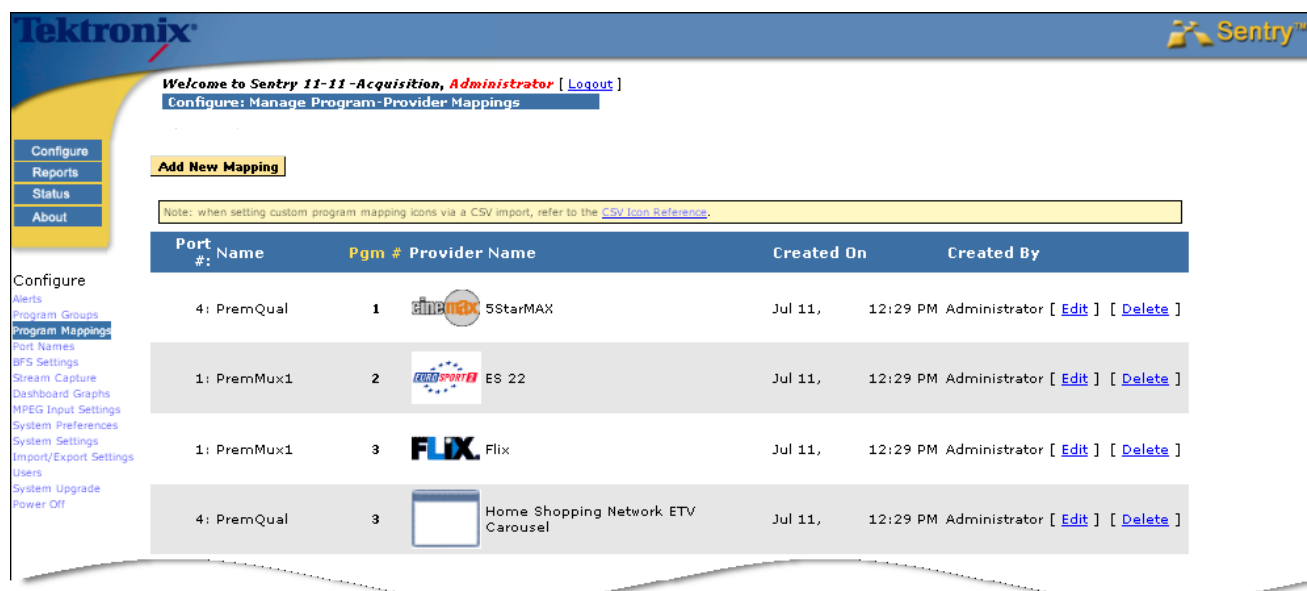 Tektronix
Sentry™
Welcome to Sentry 11-11-Acquisition, Administrator [ Logout ]
Configure: Manage Program-Provider Mappings
Configure
Reports
Status
About
Add New Mapping
Note: when setting custom program mapping icons via a CSV import, refer to the CSV Icon Reference.
Port #: Name Pgm # Provider Name Created On Created By
4: PremQual 1 cinemax 5StarMAX Jul 11, 12:29 PM Administrator [ Edit ] [ Delete ]
1: PremMux1 2 EUROSPORT 2 ES 22 Jul 11, 12:29 PM Administrator [ Edit ] [ Delete ]
1: PremMux1 3 FLiX. Flix Jul 11, 12:29 PM Administrator [ Edit ] [ Delete ]
4: PremQual 3 Home Shopping Network ETV Carousel Jul 11, 12:29 PM Administrator [ Edit ] [ Delete ]
Configure
Alerts
Program Groups
Program Mappings
Port Names
BFS Settings
Stream Capture
Dashboard Graphs
MPEG Input Settings
System Preferences
System Settings
Import/Export Settings
Users
System Upgrade
Power Off